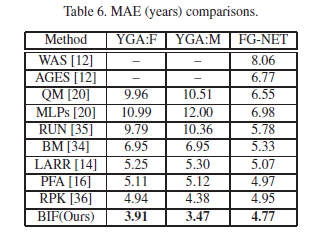 Table 6. MAE (years) comparisons.
Method YGA:F YGA:M FG-NET
WAS [12] – – 8.06
AGES [12] – – 6.77
QM [20] 9.96 10.51 6.55
MLPs [20] 10.99 12.00 6.98
RUN [35] 9.79 10.36 5.78
BM [34] 6.95 6.95 5.33
LARR [14] 5.25 5.30 5.07
PFA [16] 5.11 5.12 4.97
RPK [36] 4.94 4.38 4.95
BIF(Ours) 3.91 3.47 4.77